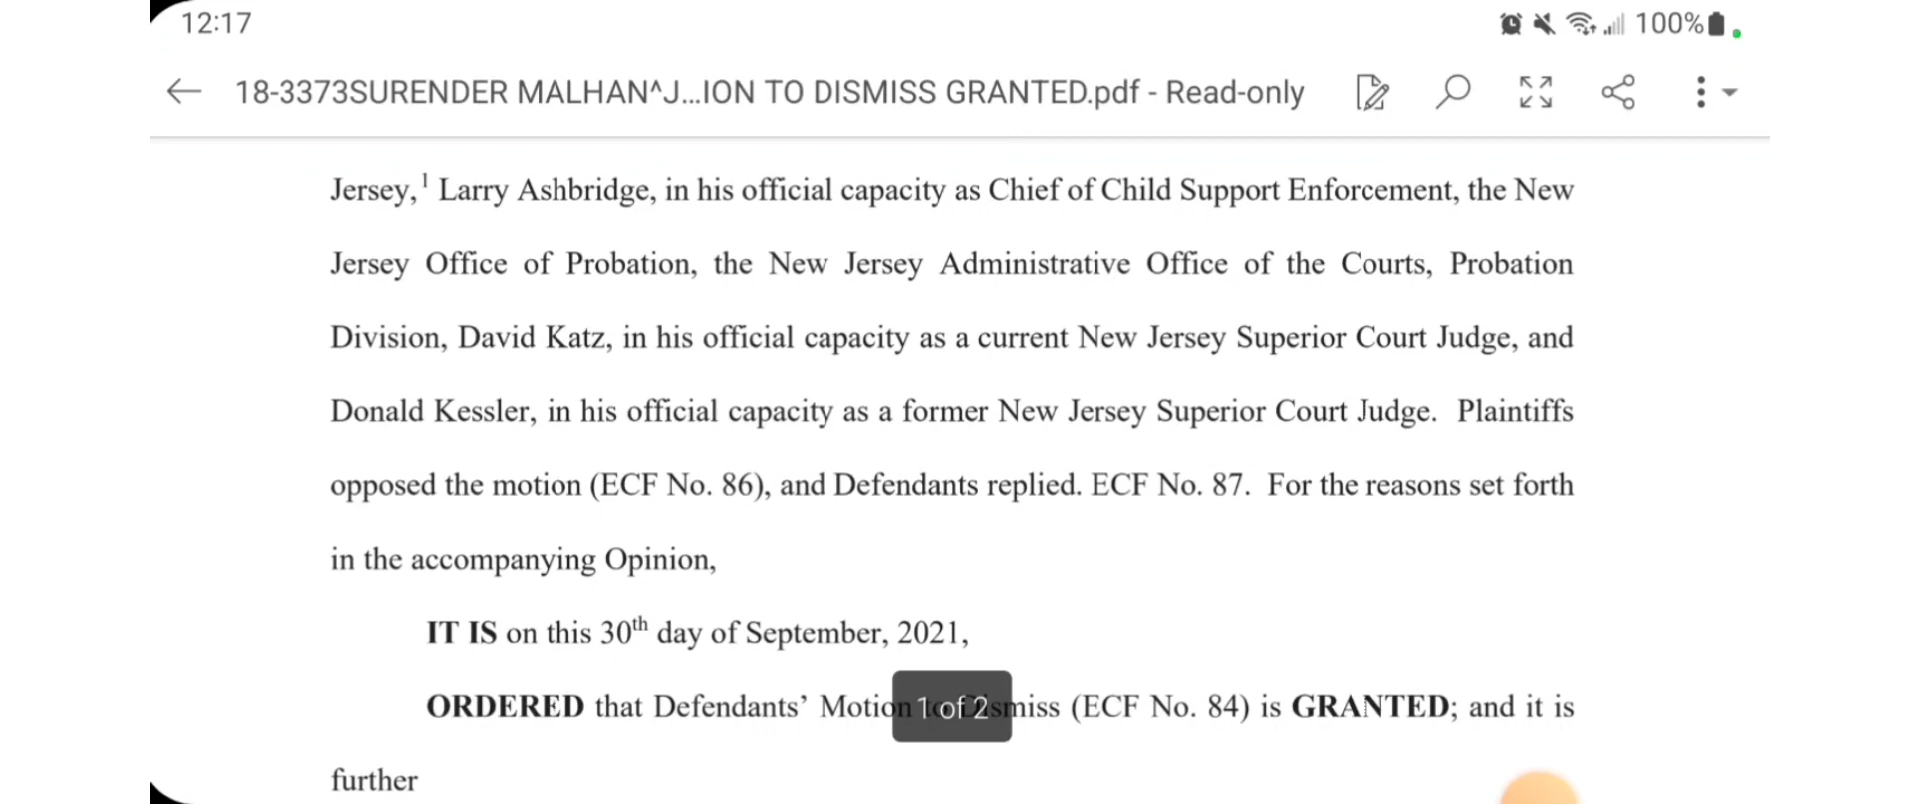 12:17
100%
18-3373SURENDER MALHAN^J...ION TO DISMISS GRANTED.pdf - Read-only
Jersey,1 Larry Ashbridge, in his official capacity as Chief of Child Support Enforcement, the New
Jersey Office of Probation, the New Jersey Administrative Office of the Courts, Probation
Division, David Katz, in his official capacity as a current New Jersey Superior Court Judge, and
Donald Kessler, in his official capacity as a former New Jersey Superior Court Judge. Plaintiffs
opposed the motion (ECF No. 86), and Defendants replied. ECF No. 87. For the reasons set forth
in the accompanying Opinion,
IT IS on this 30th day of September, 2021,
ORDERED that Defendants' Motion to Dismiss (ECF No. 84) is GRANTED; and it is
1 of 2
further